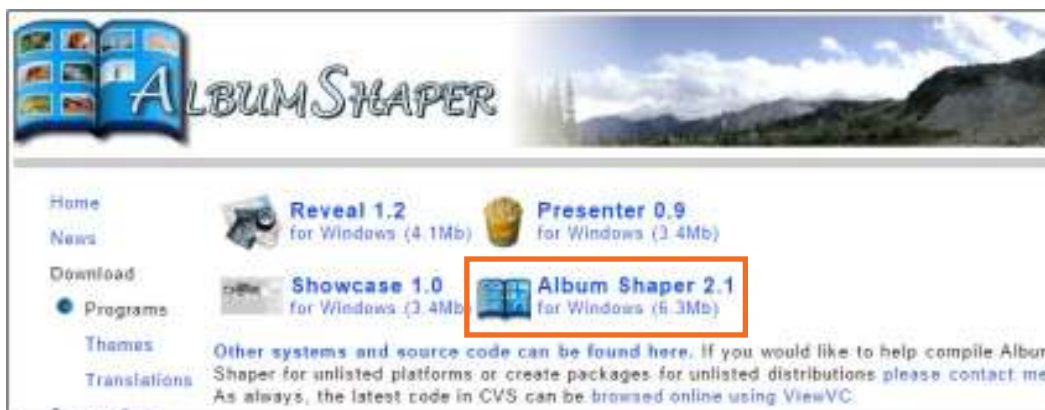 ALBUMSHAPER
Home
News
Download
Programs
Themes
Translations
Reveal 1.2
for Windows (4.1Mb)
Presenter 0.9
for Windows (3.4Mb)
Showcase 1.0
for Windows (3.4Mb)
Album Shaper 2.1
for Windows (6.3Mb)
Other systems and source code can be found here. If you would like to help compile Album
Shaper for unlisted platforms or create packages for unlisted distributions please contact me
As always, the latest code in CVS can be browsed online using ViewVC.